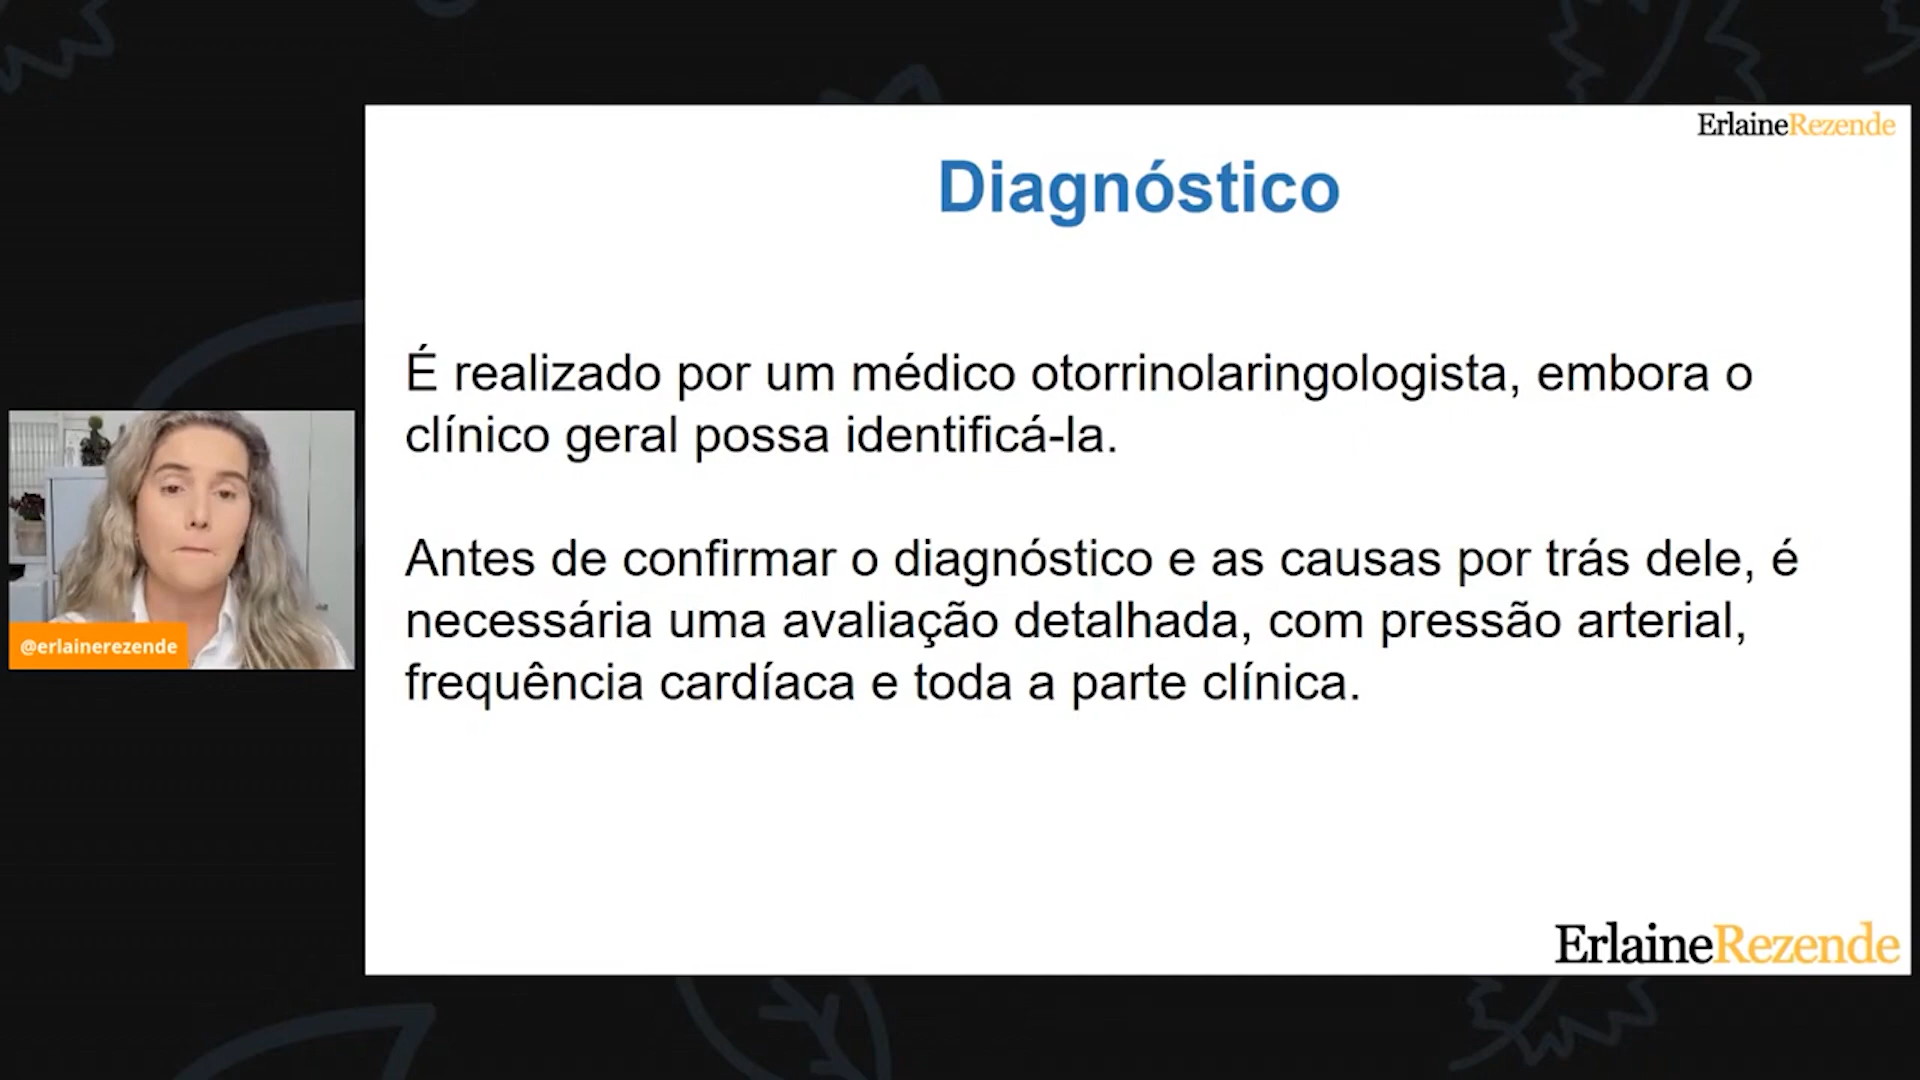 ErlaineRezende
Diagnóstico
É realizado por um médico otorrinolaringologista, embora o
clínico geral possa identificá-la.
Antes de confirmar o diagnóstico e as causas por trás dele, é
necessária uma avaliação detalhada, com pressão arterial,
frequência cardíaca e toda a parte clínica.
@erlainerezende
ErlaineRezende